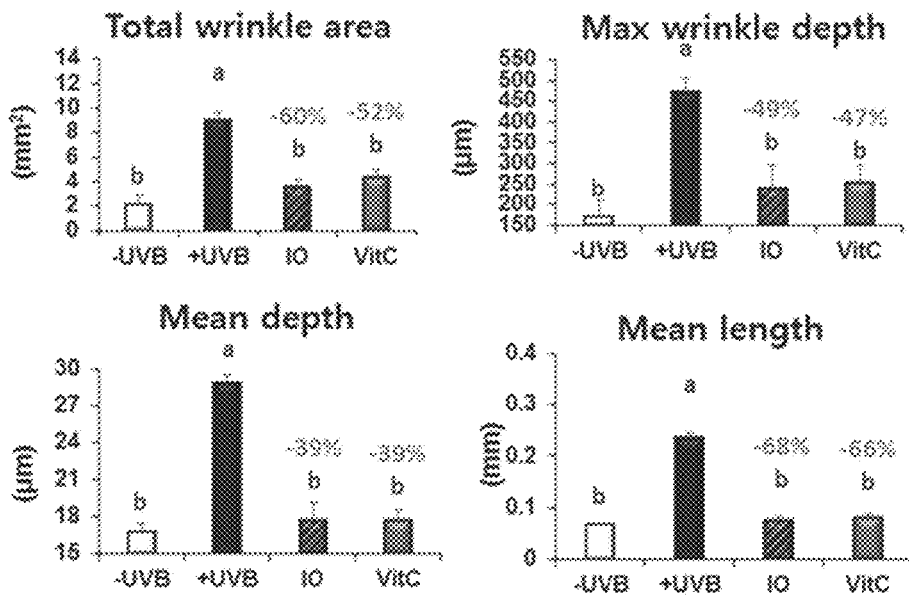 Total wrinkle area
(mm²)
14
12
10
8
6
4
2
0
b
a
-60%
b
-52%
b
-UVB
+UVB
IO
VitC
Max wrinkle depth
(μm)
550
500
450
400
350
300
250
200
150
b
a
-49%
b
-47%
b
-UVB
+UVB
IO
VitC
Mean depth
(μm)
30
27
24
21
18
15
b
a
-39%
b
-39%
b
-UVB
+UVB
IO
VitC
Mean length
(mm)
0.4
0.3
0.2
0.1
0
b
a
-68%
b
-66%
b
-UVB
+UVB
IO
VitC